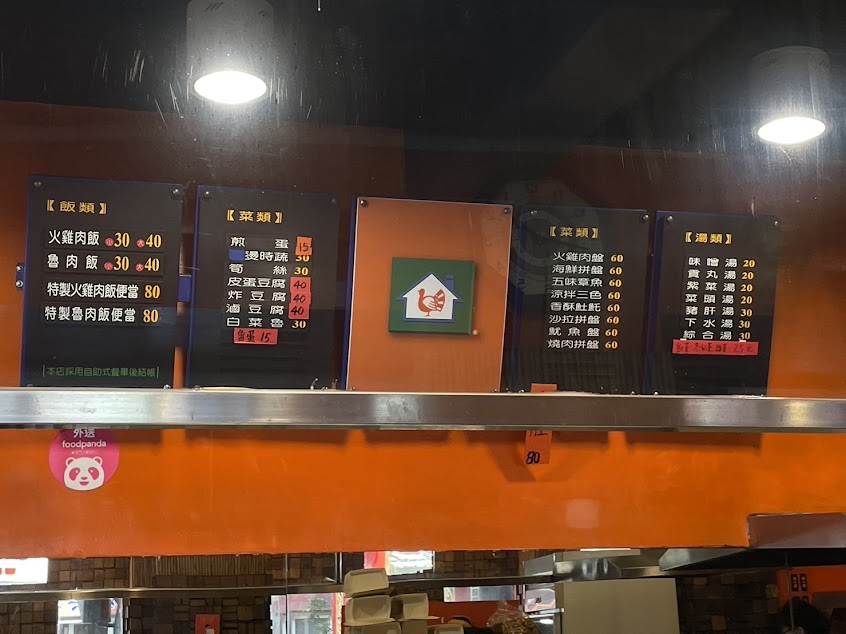 【飯類】
火雞肉飯 小30 大40
魯肉飯 小30 大40
特製火雞肉飯便當 80
特製魯肉飯便當 80
本店採用自助式餐畢後結帳
【菜類】
煎蛋 15
燙時蔬 30
筍絲 30
皮蛋豆腐 40
炸豆腐 40
滷豆腐 40
白菜魯 30
魯蛋 15
【菜類】
火雞肉盤 60
海鮮拼盤 60
五味章魚 60
涼拌三色 60
香酥肚魠 60
沙拉拼盤 60
魷魚盤 60
燒肉拼盤 60
【湯類】
味噌湯 20
貢丸湯 20
紫菜湯 20
菜頭湯 20
豬肝湯 30
下水湯 30
綜合湯 30
25元
外送
foodpanda
80